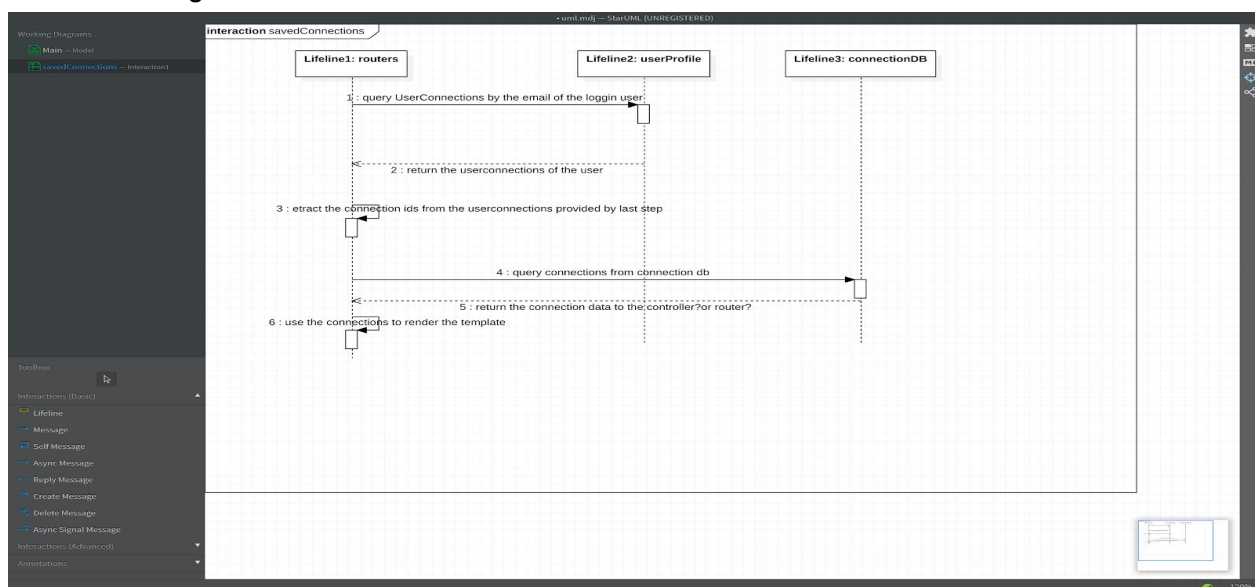 • uml.mdj — StarUML (UNREGISTERED)
Working Diagrams
Main — Model
savedConnections — Interaction1
interaction savedConnections
Lifeline1: routers
Lifeline2: userProfile
Lifeline3: connectionDB
1 : query UserConnections by the email of the loggin user
2 : return the userconnections of the user
3 : etract the connection ids from the userconnections provided by last step
4 : query connections from connection db
5 : return the connection data to the controller?or router?
6 : use the connections to render the template
Toolbox
Interactions (Basic)
Lifeline
Message
Self Message
Async Message
Reply Message
Create Message
Delete Message
Async Signal Message
Interactions (Advanced)
Annotations